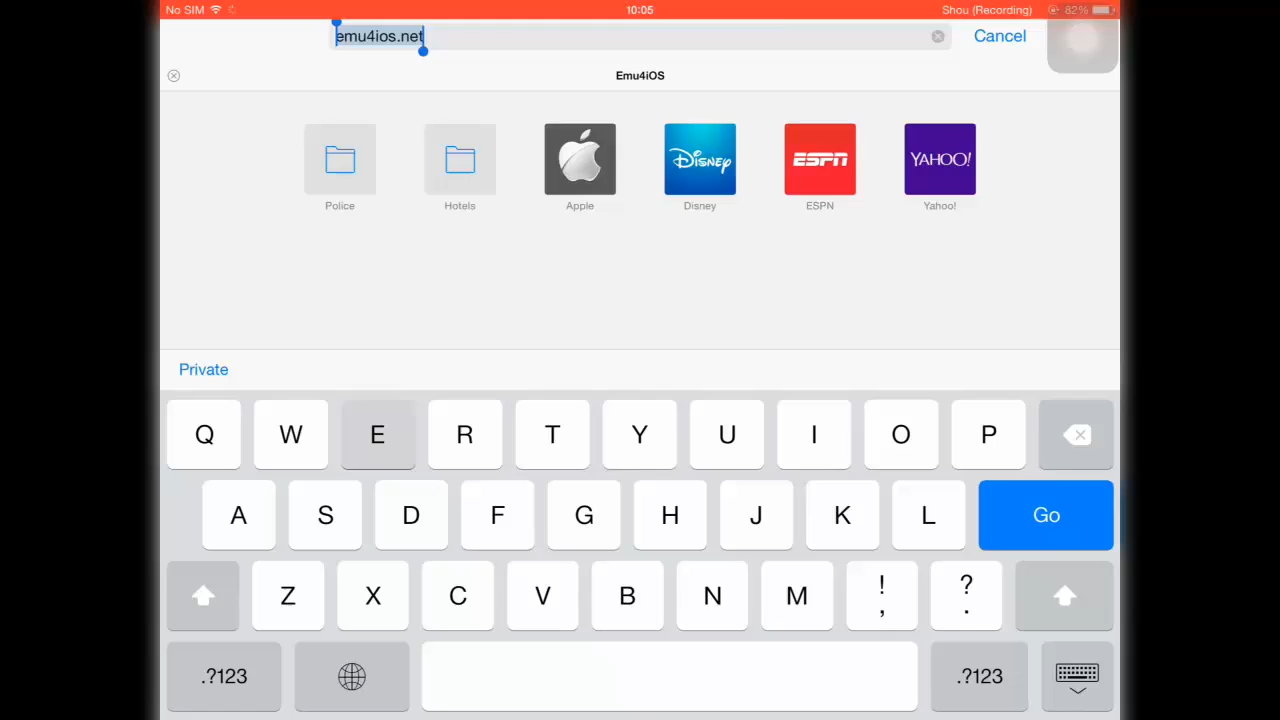 No SIM 10:05 Shou (Recording) 82%
emu4ios.net Cancel
Emu4iOS
Disney ESPN YAHOO!
Police Hotels Apple Disney ESPN Yahoo!
Private
Q W E R T Y U I O P
A S D F G H J K L Go
Z X C V B N M ! , ? .
.?123 .?123